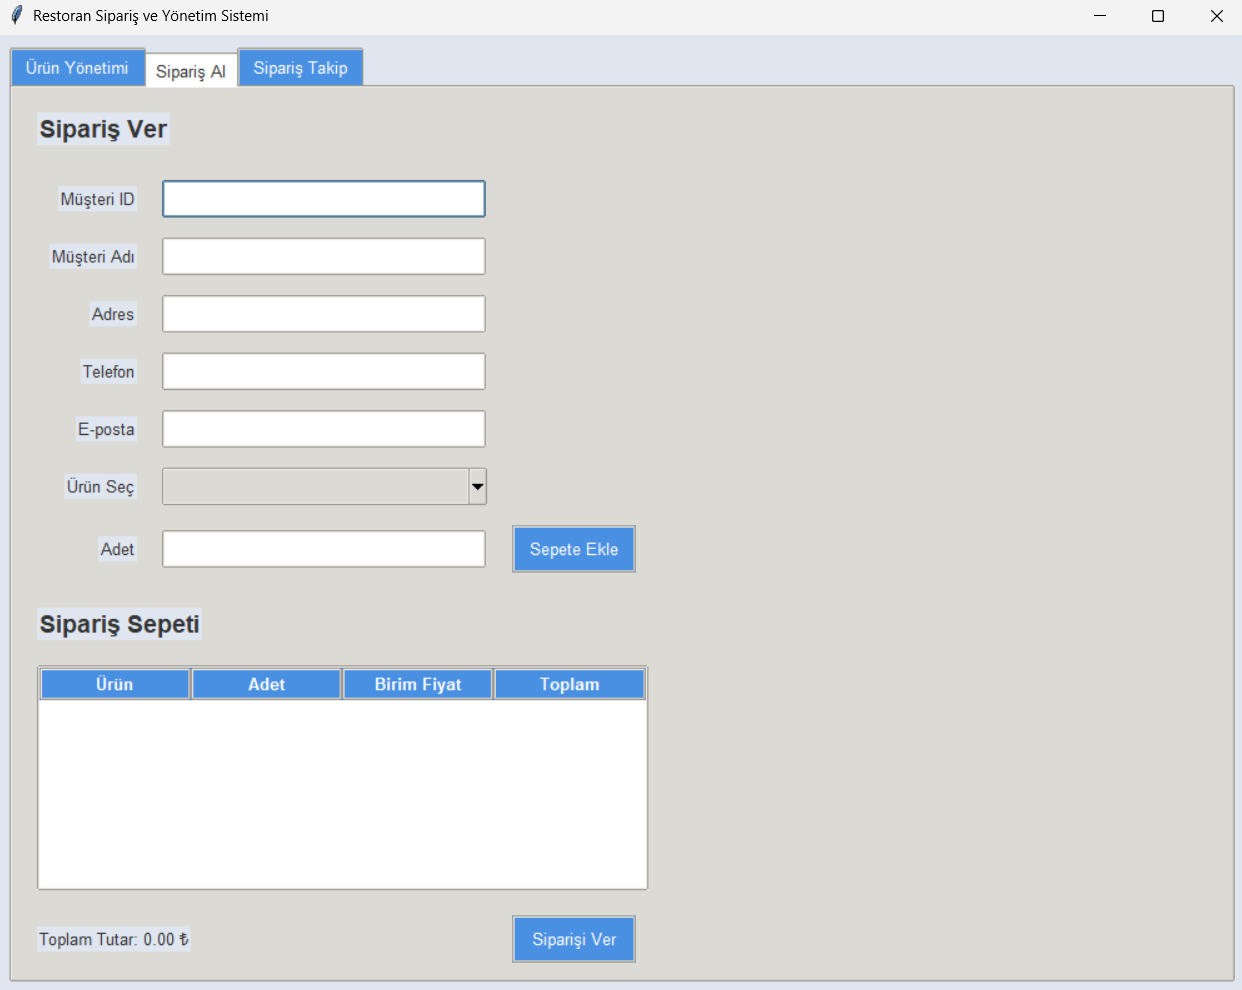 Restoran Sipariş ve Yönetim Sistemi
Ürün Yönetimi
Sipariş Al
Sipariş Takip
Sipariş Ver
Müşteri ID
Müşteri Adı
Adres
Telefon
E-posta
Ürün Seç
Adet
Sepete Ekle
Sipariş Sepeti
Ürün Adet Birim Fiyat Toplam
Toplam Tutar: 0.00 ₺
Siparişi Ver